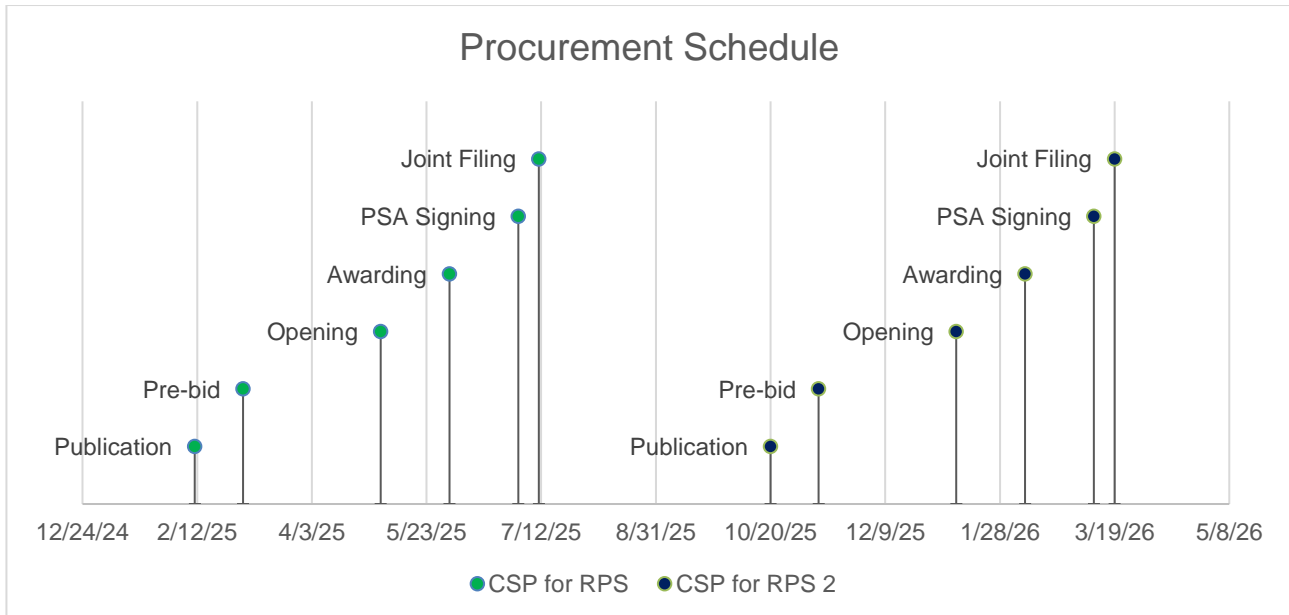 Procurement Schedule
Joint Filing Joint Filing
PSA Signing PSA Signing
Awarding Awarding
Opening Opening
Pre-bid Pre-bid
Publication Publication
12/24/24 2/12/25 4/3/25 5/23/25 7/12/25 8/31/25 10/20/25 12/9/25 1/28/26 3/19/26 5/8/26
CSP for RPS CSP for RPS 2